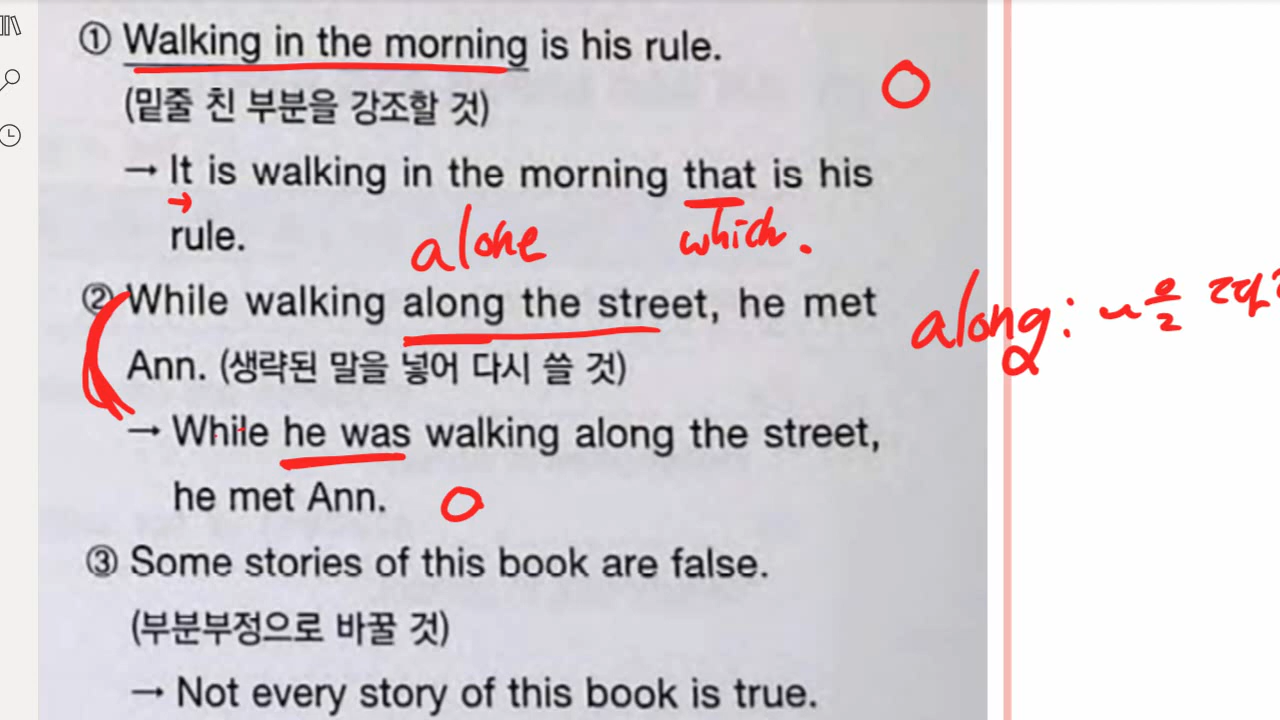 ① Walking in the morning is his rule.
(밑줄 친 부분을 강조할 것)
→ It is walking in the morning that is his
rule.
alone
which.
② While walking along the street, he met
Ann. (생략된 말을 넣어 다시 쓸 것)
along: ~을
→ While he was walking along the street,
he met Ann.
③ Some stories of this book are false.
(부분부정으로 바꿀 것)
→ Not every story of this book is true.